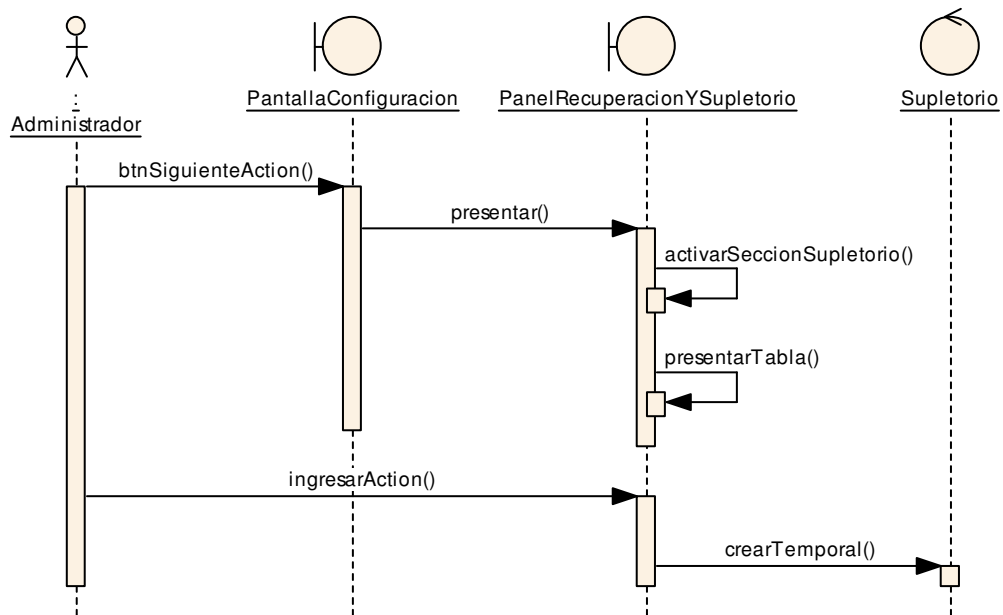 :
Administrador
PantallaConfiguracion
PanelRecuperacionYSupletorio
Supletorio
btnSiguienteAction()
presentar()
activarSeccionSupletorio()
presentarTabla()
ingresarAction()
crearTemporal()